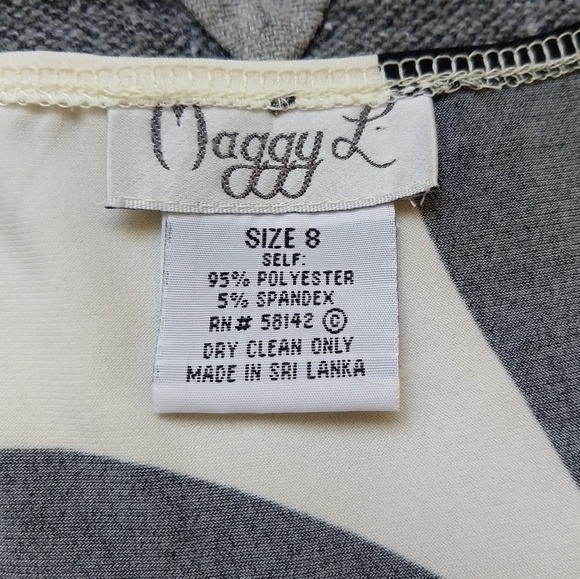 Maggy L.
SIZE 8
SELF:
95% POLYESTER
5% SPANDEX
RN# 58142 ©
DRY CLEAN ONLY
MADE IN SRI LANKA